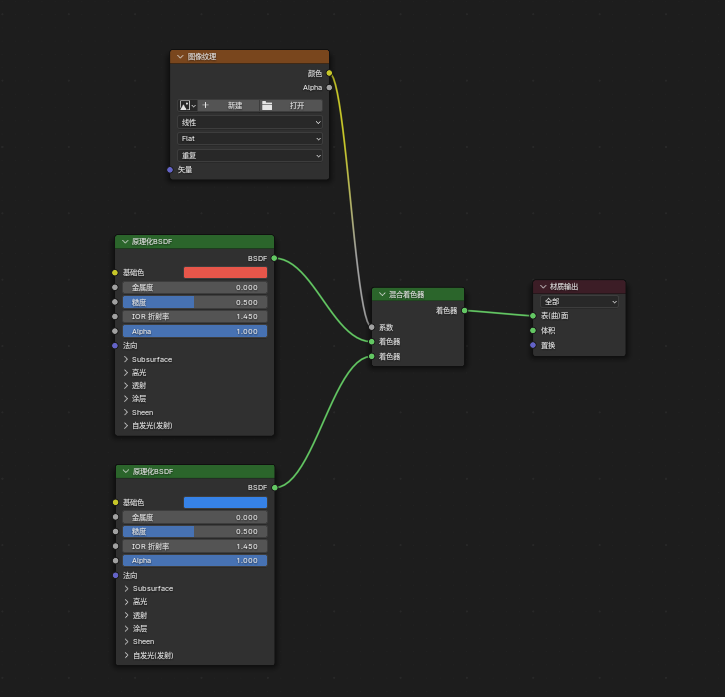 图像纹理
颜色
Alpha
新建 打开
线性
Flat
重复
矢量
原理化BSDF
BSDF
基础色
金属度 0.000
糙度 0.500
IOR 折射率 1.450
Alpha 1.000
法向
Subsurface
高光
透射
涂层
Sheen
自发光(发射)
混合着色器
着色器
系数
着色器
着色器
材质输出
全部
表(曲)面
体积
置换
原理化BSDF
BSDF
基础色
金属度 0.000
糙度 0.500
IOR 折射率 1.450
Alpha 1.000
法向
Subsurface
高光
透射
涂层
Sheen
自发光(发射)